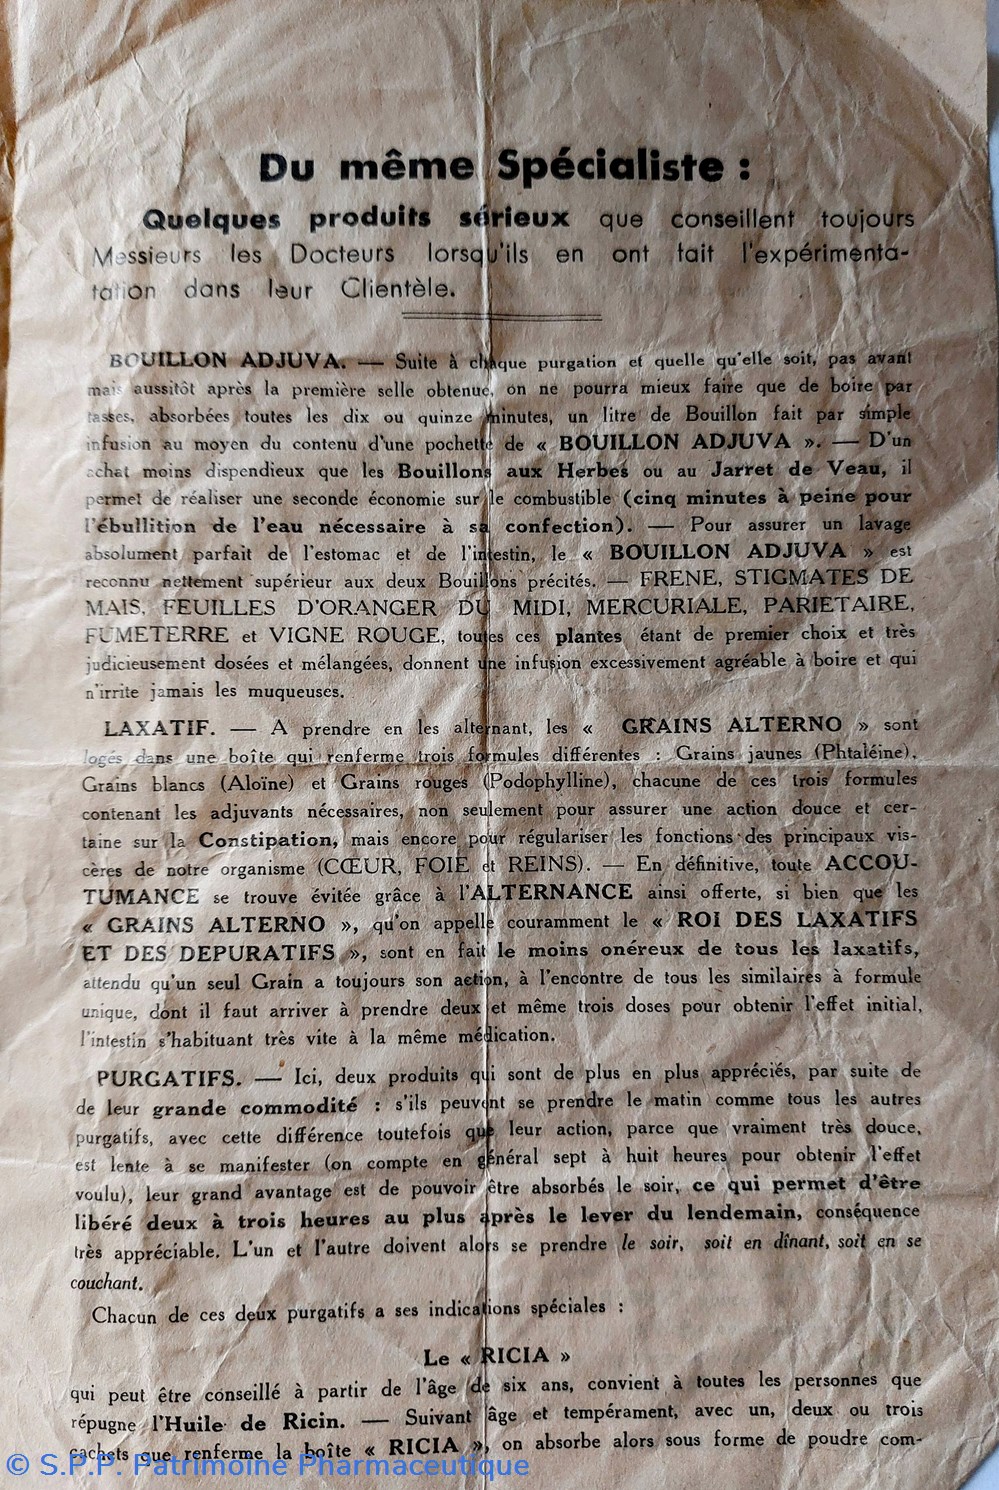 Du même Spécialiste :
Quelques produits sérieux que conseillent toujours
Messieurs les Docteurs lorsqu'ils en ont fait l'expérimenta-
tation dans leur Clientèle.
BOUILLON ADJUVA. — Suite à chaque purgation et quelle qu'elle soit, pas avant
mais aussitôt après la première selle obtenue, on ne pourra mieux faire que de boire par
tasses, absorbées toutes les dix ou quinze minutes, un litre de Bouillon fait par simple
infusion au moyen du contenu d'une pochette de « BOUILLON ADJUVA ». — D'un
achat moins dispendieux que les Bouillons aux Herbes ou au Jarret de Veau, il
permet de réaliser une seconde économie sur le combustible (cinq minutes à peine pour
l'ébullition de l'eau nécessaire à sa confection). — Pour assurer un lavage
absolument parfait de l'estomac et de l'intestin, le « BOUILLON ADJUVA » est
reconnu nettement supérieur aux deux Bouillons précités. — FRENE, STIGMATES DE
MAIS, FEUILLES D'ORANGER DU MIDI, MERCURIALE, PARIETAIRE,
FUMETERRE et VIGNE ROUGE, toutes ces plantes étant de premier choix et très
judicieusement dosées et mélangées, donnent une infusion excessivement agréable à boire et qui
n'irrite jamais les muqueuses.
LAXATIF. — A prendre en les alternant, les « GRAINS ALTERNO » sont
logés dans une boîte qui renferme trois formules différentes : Grains jaunes (Phtaléine),
Grains blancs (Aloïne) et Grains rouges (Podophylline), chacune de ces trois formules
contenant les adjuvants nécessaires, non seulement pour assurer une action douce et cer-
taine sur la Constipation, mais encore pour régulariser les fonctions des principaux vis-
cères de notre organisme (CŒUR, FOIE et REINS). — En définitive, toute ACCOU-
TUMANCE se trouve évitée grâce à l'ALTERNANCE ainsi offerte, si bien que les
« GRAINS ALTERNO », qu'on appelle couramment le « ROI DES LAXATIFS
ET DES DEPURATIFS », sont en fait le moins onéreux de tous les laxatifs,
attendu qu'un seul Grain a toujours son action, à l'encontre de tous les similaires à formule
unique, dont il faut arriver à prendre deux et même trois doses pour obtenir l'effet initial,
l'intestin s'habituant très vite à la même médication.
PURGATIFS. — Ici, deux produits qui sont de plus en plus appréciés, par suite de
de leur grande commodité : s'ils peuvent se prendre le matin comme tous les autres
purgatifs, avec cette différence toutefois que leur action, parce que vraiment très douce,
est lente à se manifester (on compte en général sept à huit heures pour obtenir l'effet
voulu), leur grand avantage est de pouvoir être absorbés le soir, ce qui permet d'être
libéré deux à trois heures au plus après le lever du lendemain, conséquence
très appréciable. L'un et l'autre doivent alors se prendre le soir, soit en dînant, soit en se
couchant.
Chacun de ces deux purgatifs a ses indications spéciales :
Le « RICIA »
qui peut être conseillé à partir de l'âge de six ans, convient à toutes les personnes que
répugne l'Huile de Ricin. — Suivant âge et tempérament, avec un, deux ou trois
cachets que renferme la boîte « RICIA », on absorbe alors sous forme de poudre com-
© S.P.P. Patrimoine Pharmaceutique